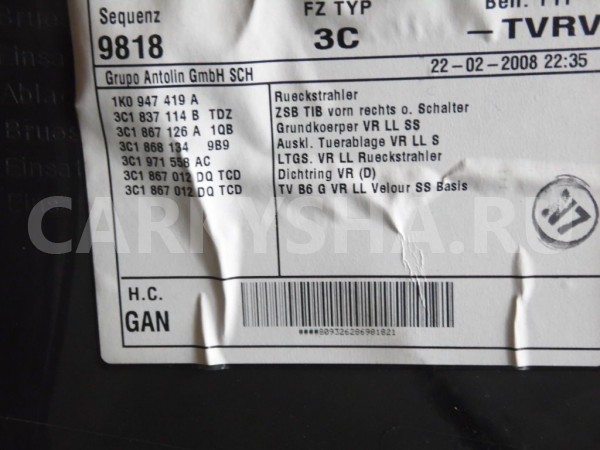 Sequenz FZ TYP
9818 3C – TVRV
Grupo Antolin GmbH SCH 22-02-2008 22:35
1K0 947 419 A Rueckstrahler
3C1 837 114 B TDZ ZSB TIB vorn rechts o. Schalter
3C1 867 126 A 1QB Grundkoerper VR LL SS
3C1 868 134 9B9 Auskl. Tuerablage VR LL S
3C1 971 558 AC LTGS. VR LL Rueckstrahler
3C1 867 012 DQ TCD Dichtring VR (D)
3C1 867 012 DQ TCD TV B6 G VR LL Velour SS Basis
CARKYSHA.RU
H.C.
GAN
****809326286981821